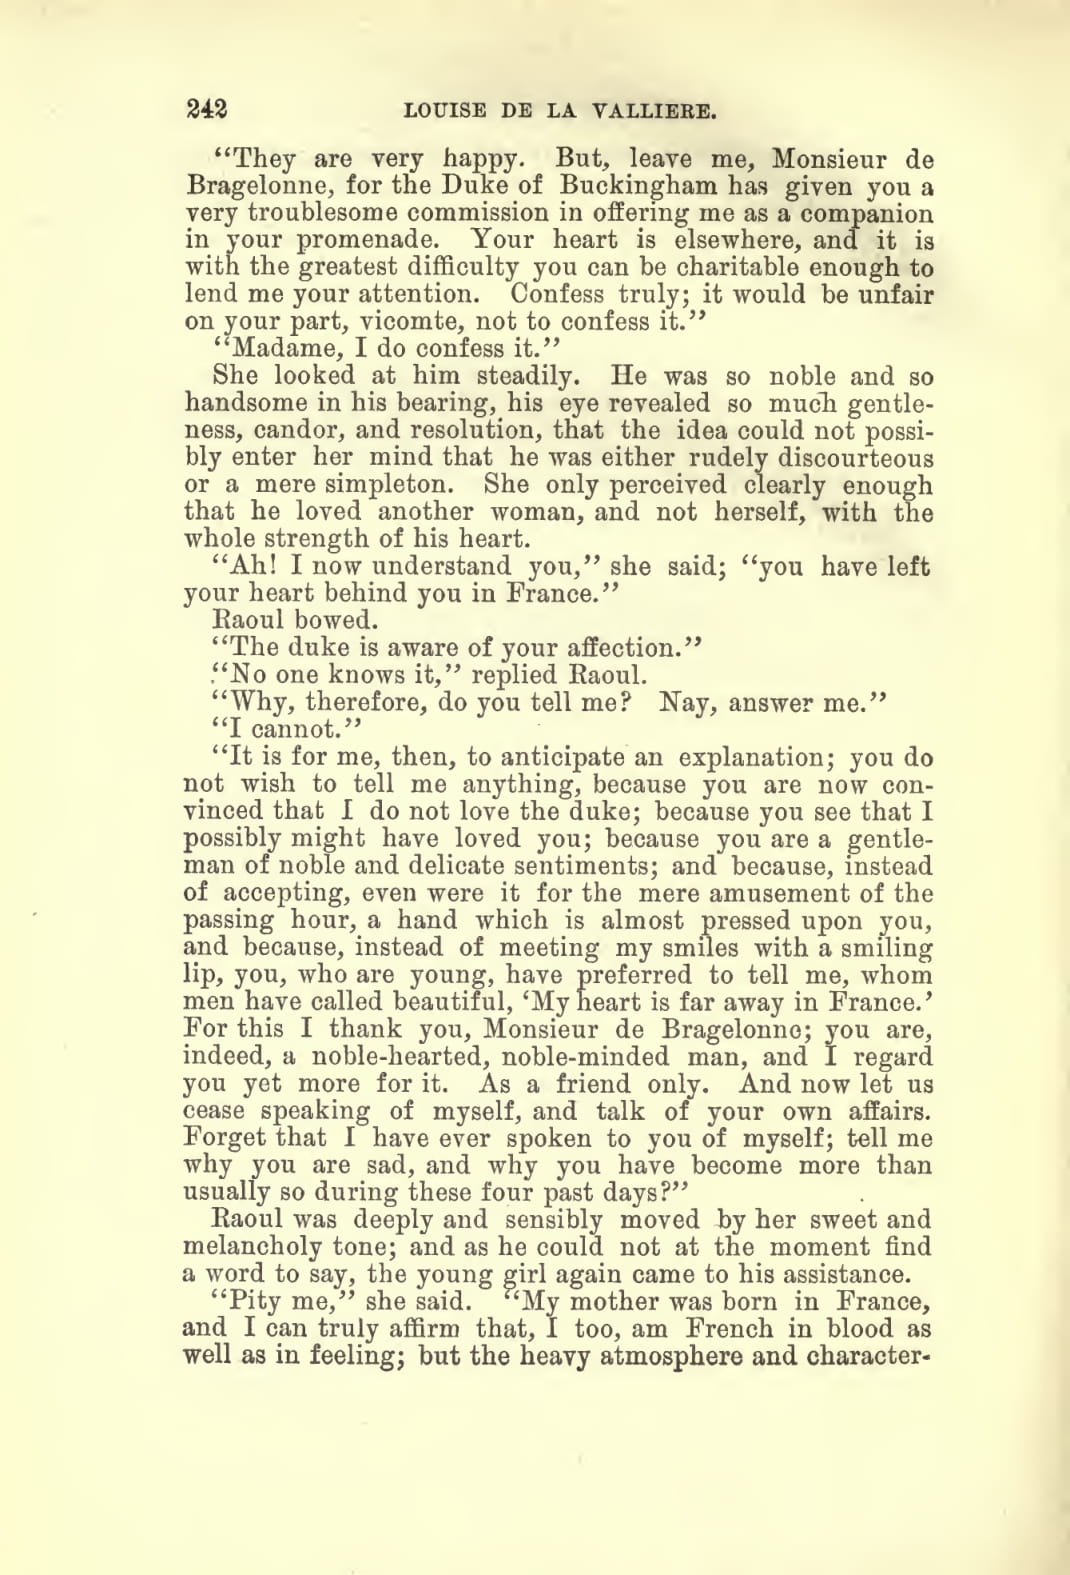 242 LOUISE DE LA VALLIERE.
“They are very happy. But, leave me, Monsieur de
Bragelonne, for the Duke of Buckingham has given you a
very troublesome commission in offering me as a companion
in your promenade. Your heart is elsewhere, and it is
with the greatest difficulty you can be charitable enough to
lend me your attention. Confess truly; it would be unfair
on your part, vicomte, not to confess it.”
“Madame, I do confess it.”
She looked at him steadily. He was so noble and so
handsome in his bearing, his eye revealed so much gentle-
ness, candor, and resolution, that the idea could not possi-
bly enter her mind that he was either rudely discourteous
or a mere simpleton. She only perceived clearly enough
that he loved another woman, and not herself, with the
whole strength of his heart.
“Ah! I now understand you,” she said; “you have left
your heart behind you in France.”
Raoul bowed.
“The duke is aware of your affection.”
“No one knows it,” replied Raoul.
“Why, therefore, do you tell me? Nay, answer me.”
“I cannot.”
“It is for me, then, to anticipate an explanation; you do
not wish to tell me anything, because you are now con-
vinced that I do not love the duke; because you see that I
possibly might have loved you; because you are a gentle-
man of noble and delicate sentiments; and because, instead
of accepting, even were it for the mere amusement of the
passing hour, a hand which is almost pressed upon you,
and because, instead of meeting my smiles with a smiling
lip, you, who are young, have preferred to tell me, whom
men have called beautiful, ‘My heart is far away in France.’
For this I thank you, Monsieur de Bragelonne; you are,
indeed, a noble-hearted, noble-minded man, and I regard
you yet more for it. As a friend only. And now let us
cease speaking of myself, and talk of your own affairs.
Forget that I have ever spoken to you of myself; tell me
why you are sad, and why you have become more than
usually so during these four past days?”
Raoul was deeply and sensibly moved by her sweet and
melancholy tone; and as he could not at the moment find
a word to say, the young girl again came to his assistance.
“Pity me,” she said. “My mother was born in France,
and I can truly affirm that, I too, am French in blood as
well as in feeling; but the heavy atmosphere and character-